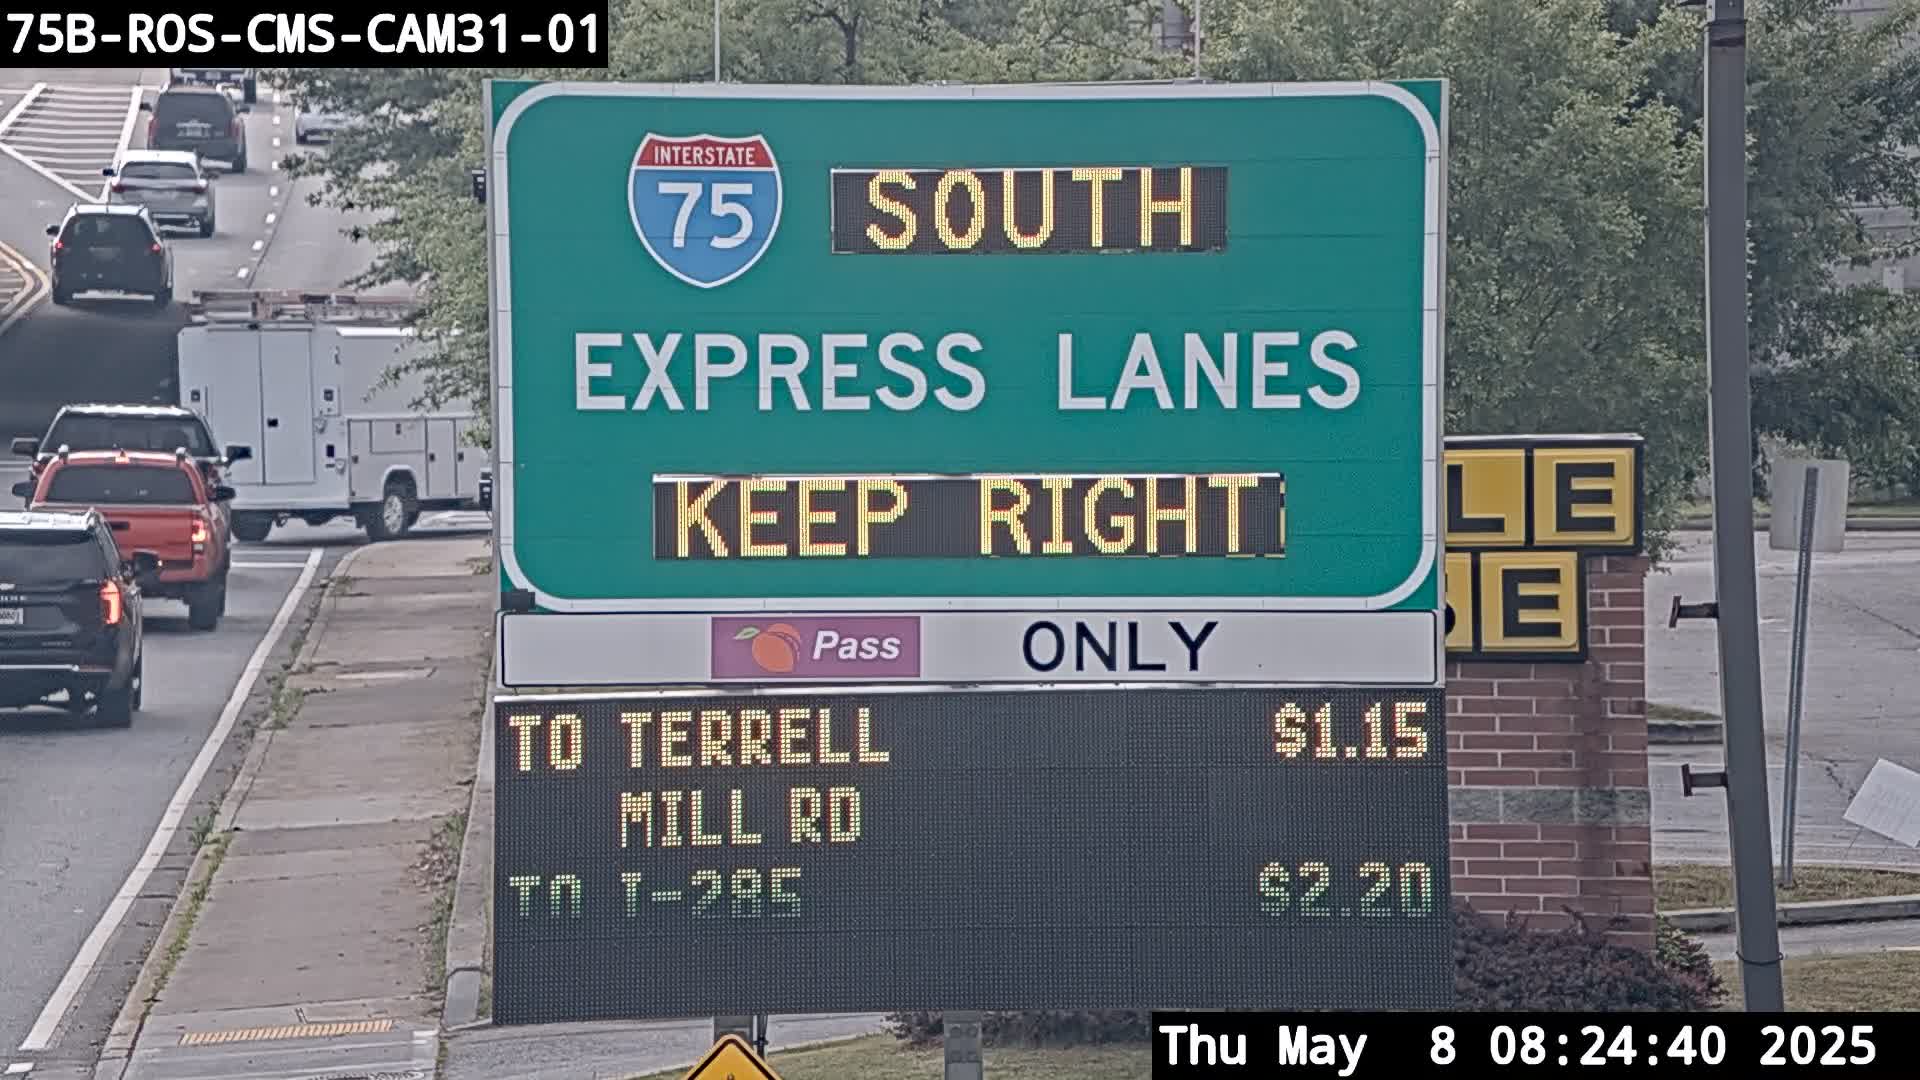 75B-ROS-CMS-CAM31-01
INTERSTATE
75
SOUTH
EXPRESS LANES
KEEP RIGHT
Pass ONLY
TO TERRELL $1.15
MILL RD
TO I-285 $2.20
LE
E
Thu May 8 08:24:40 2025